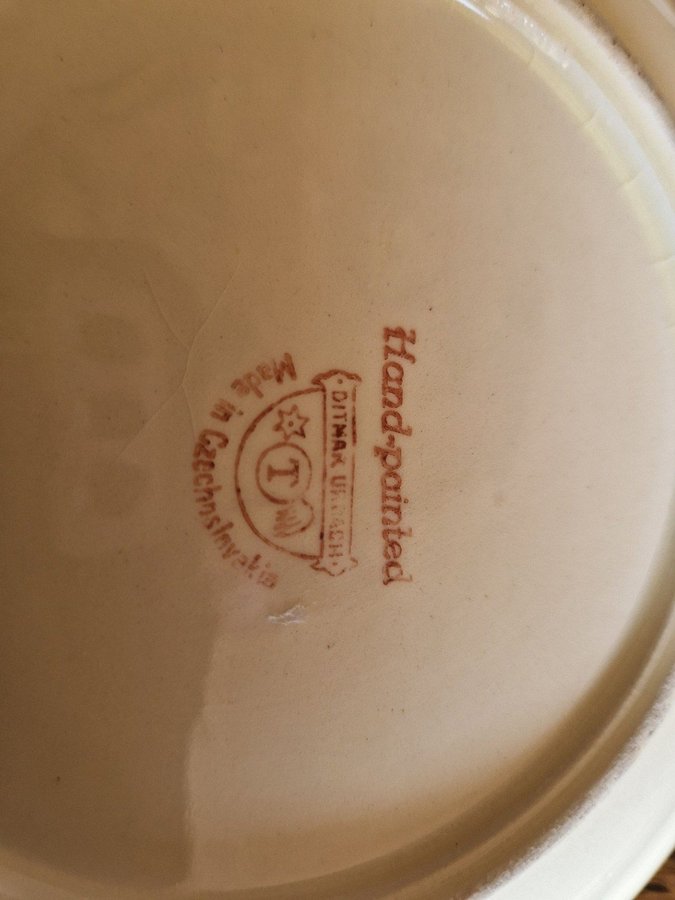 Hand-painted
DITMAR URBACH
T
Made in Czechoslovakia